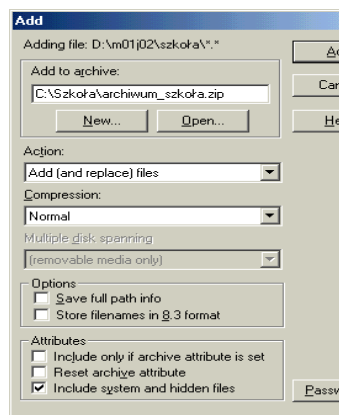 Add
Adding file: D:\m01j02\szkoła\*.*
Add to archive:
C:\Szkoła\archiwum_szkoła.zip
New...
Open...
Action:
Add (and replace) files
Compression:
Normal
Multiple disk spanning
(removable media only)
Options
Save full path info
Store filenames in 8.3 format
Attributes
Include only if archive attribute is set
Reset archive attribute
Include system and hidden files